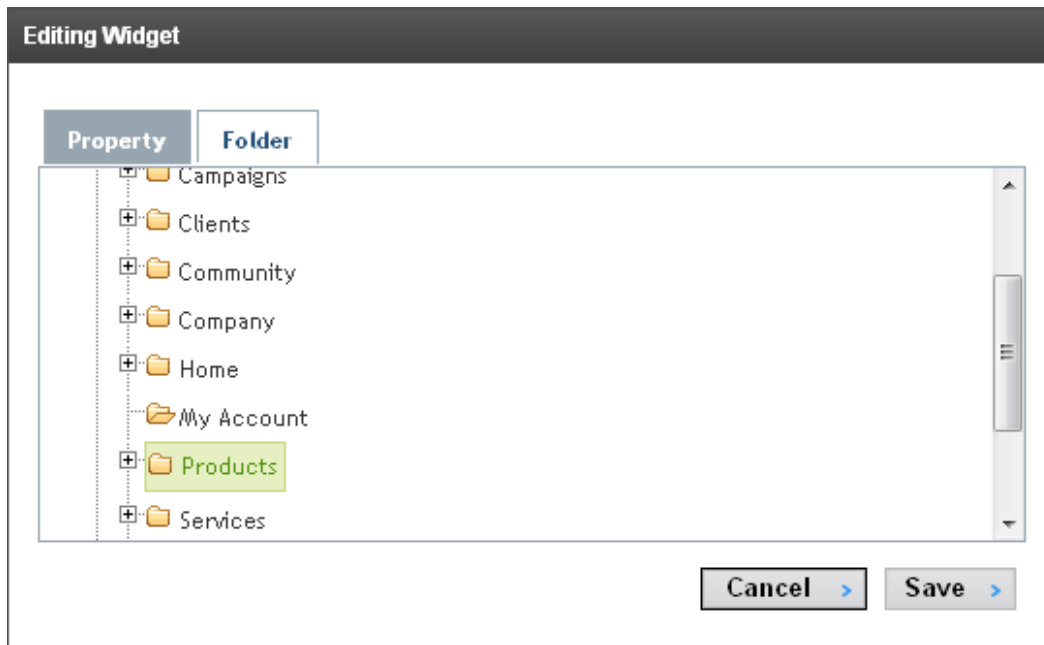 Editing Widget
Property Folder
Campaigns
Clients
Community
Company
Home
My Account
Products
Services
Cancel > Save >